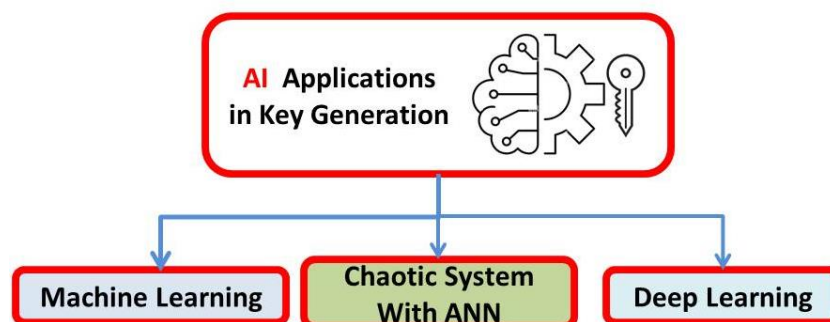 AI Applications
in Key Generation
Machine Learning
Chaotic System
With ANN
Deep Learning